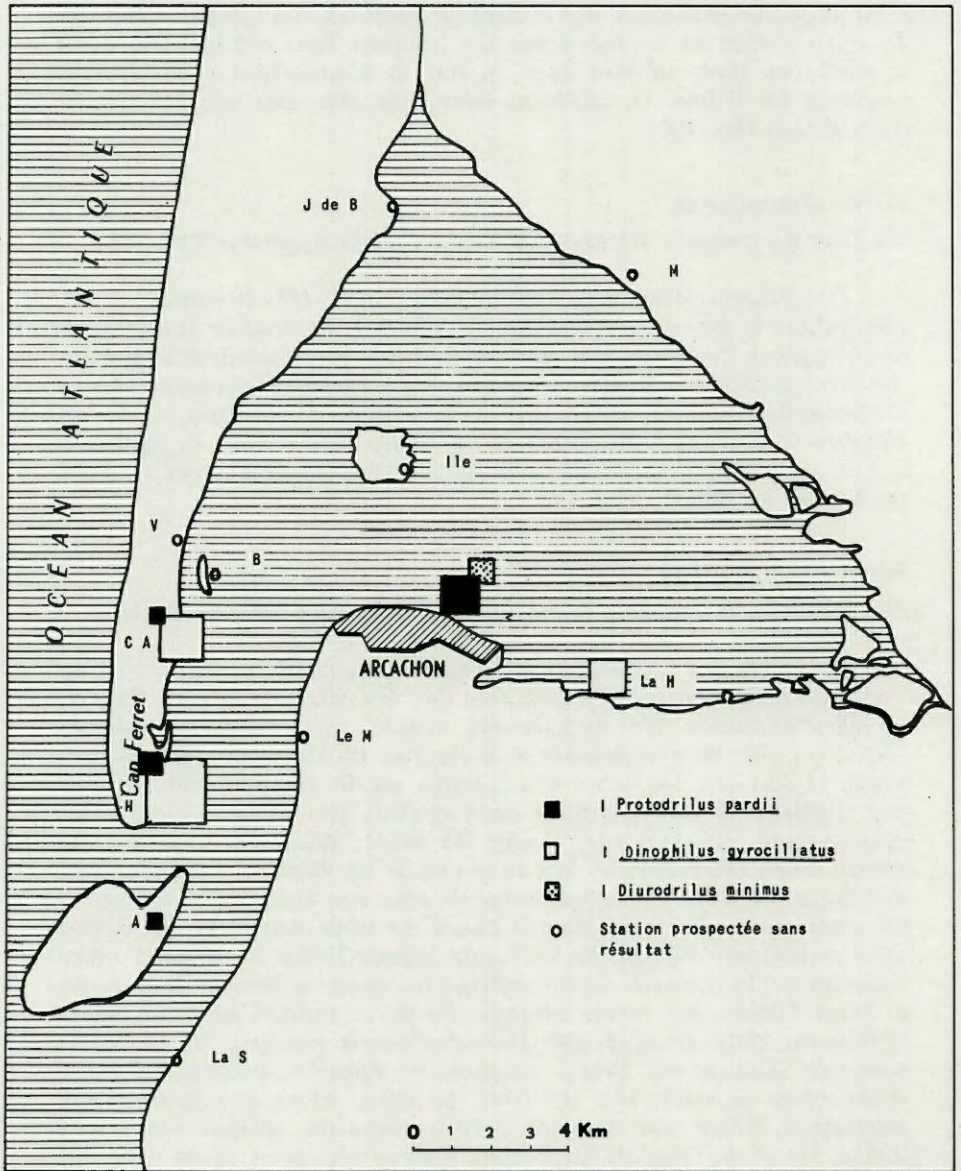 OCÉAN ATLANTIQUE
J de B
M
Ile
V
B
C A
ARCACHON
La H
Cap Ferret
Le M
H
I Protodrilus pardii
I Dinophilus gyrociliatus
I Diurodrilus minimus
Station prospectée sans
résultat
A
La S
0 1 2 3 4 Km